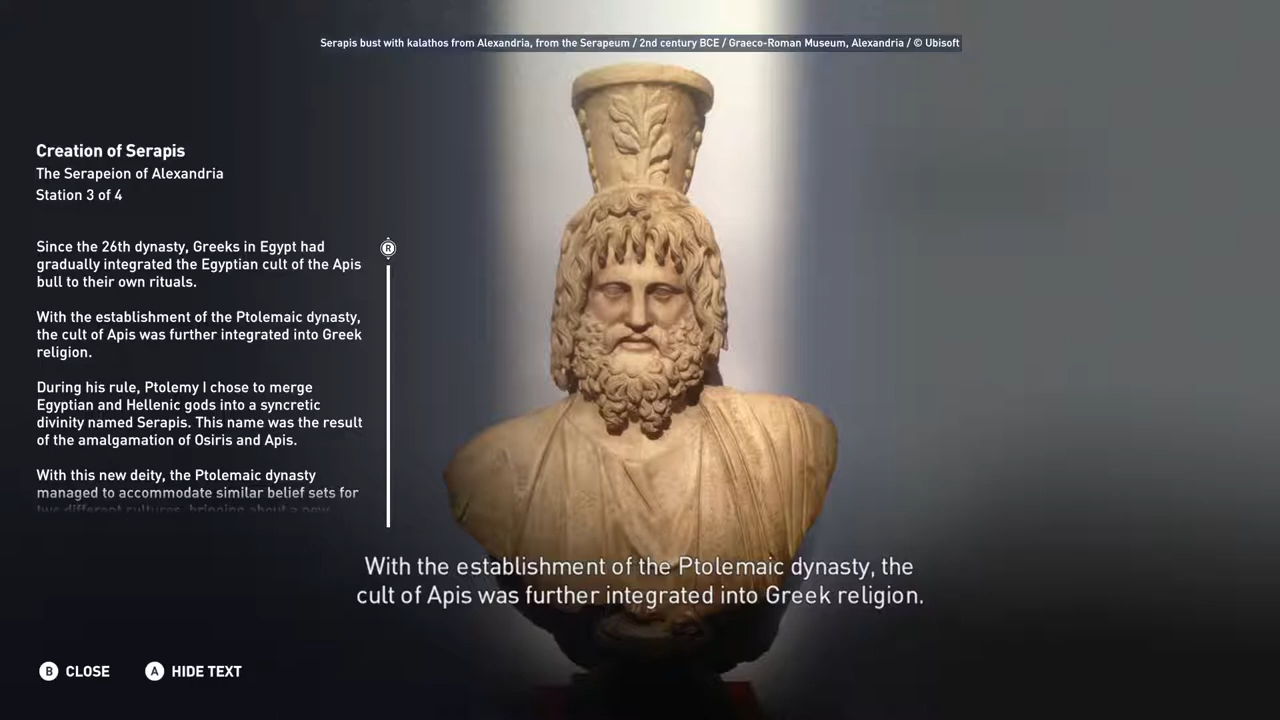 Serapis bust with kalathos from Alexandria, from the Serapeum / 2nd century BCE / Graeco-Roman Museum, Alexandria / © Ubisoft
Creation of Serapis
The Serapeion of Alexandria
Station 3 of 4
Since the 26th dynasty, Greeks in Egypt had
gradually integrated the Egyptian cult of the Apis
bull to their own rituals.
With the establishment of the Ptolemaic dynasty,
the cult of Apis was further integrated into Greek
religion.
During his rule, Ptolemy I chose to merge
Egyptian and Hellenic gods into a syncretic
divinity named Serapis. This name was the result
of the amalgamation of Osiris and Apis.
With this new deity, the Ptolemaic dynasty
managed to accommodate similar belief sets for
two different cultures, bringing about a new
R
With the establishment of the Ptolemaic dynasty, the
cult of Apis was further integrated into Greek religion.
B CLOSE A HIDE TEXT